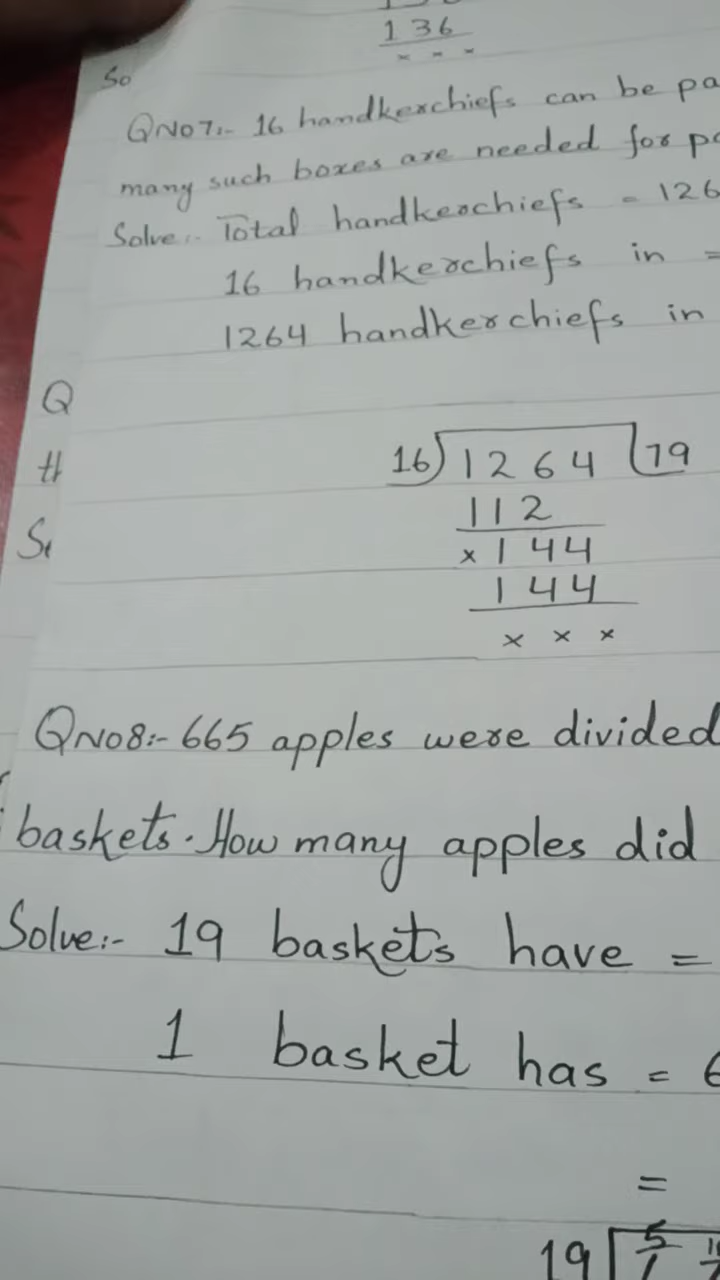 136
× × ×
So
QNo7:- 16 handkerchiefs can be pa
many such boxes are needed for pa
Solve:- Total handkerchiefs = 126
16 handkerchiefs in =
1264 handkerchiefs in
Q
H
16) 1264 (79
112
×144
144
× × ×
QNo8:- 665 apples were divided
baskets. How many apples did
Solve:- 19 baskets have =
1 basket has = 6
=
19